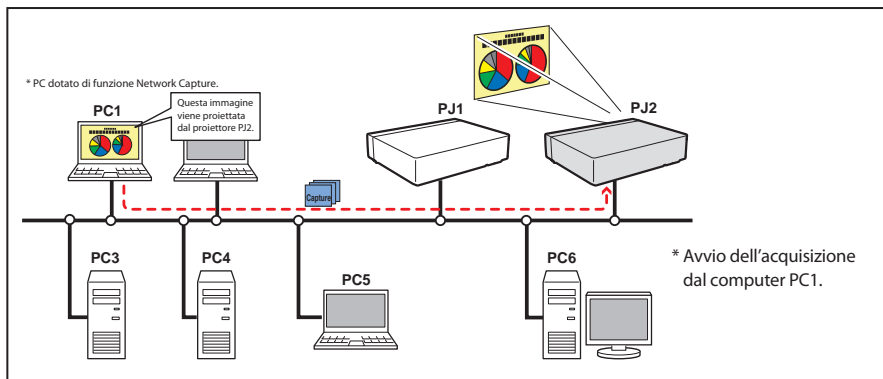 * PC dotato di funzione Network Capture.
PC1
Questa immagine
viene proiettata
dal proiettore PJ2.
PJ1
PJ2
Capture
PC3
PC4
PC5
PC6
* Avvio dell’acquisizione
dal computer PC1.